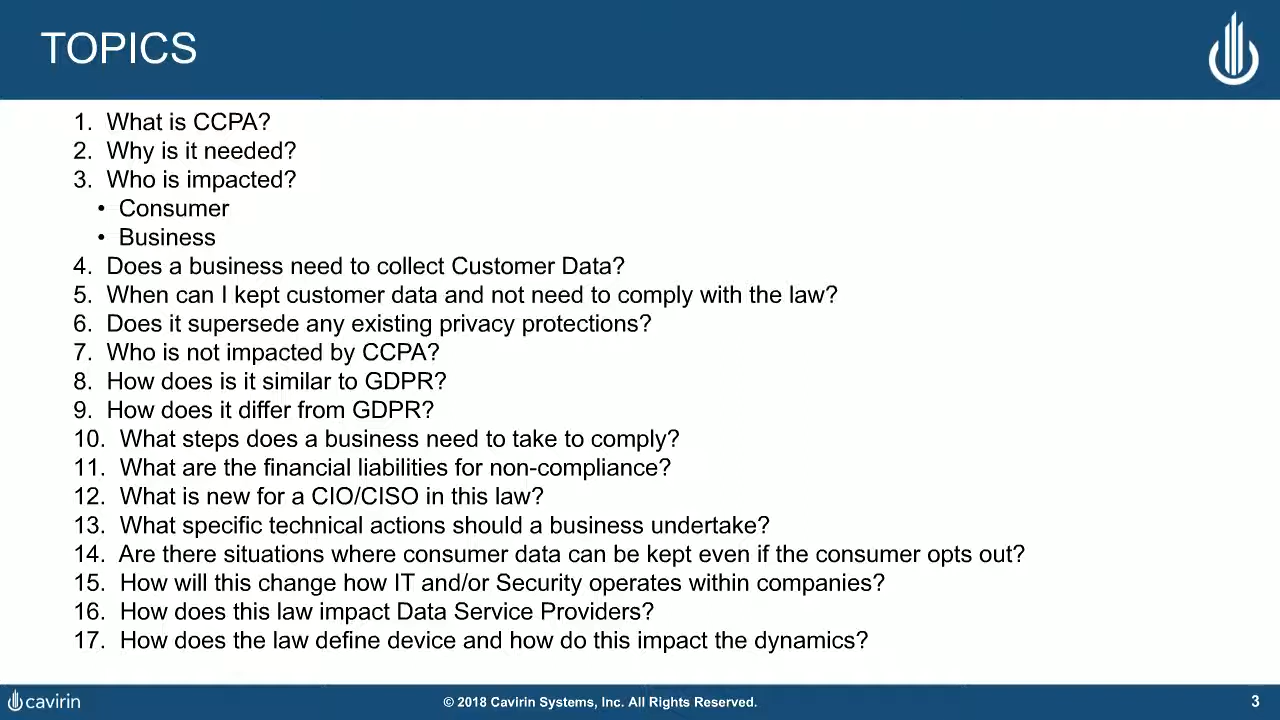 TOPICS
1. What is CCPA?
2. Why is it needed?
3. Who is impacted?
• Consumer
• Business
4. Does a business need to collect Customer Data?
5. When can I kept customer data and not need to comply with the law?
6. Does it supersede any existing privacy protections?
7. Who is not impacted by CCPA?
8. How does is it similar to GDPR?
9. How does it differ from GDPR?
10. What steps does a business need to take to comply?
11. What are the financial liabilities for non-compliance?
12. What is new for a CIO/CISO in this law?
13. What specific technical actions should a business undertake?
14. Are there situations where consumer data can be kept even if the consumer opts out?
15. How will this change how IT and/or Security operates within companies?
16. How does this law impact Data Service Providers?
17. How does the law define device and how do this impact the dynamics?
cavirin
© 2018 Cavirin Systems, Inc. All Rights Reserved.
3